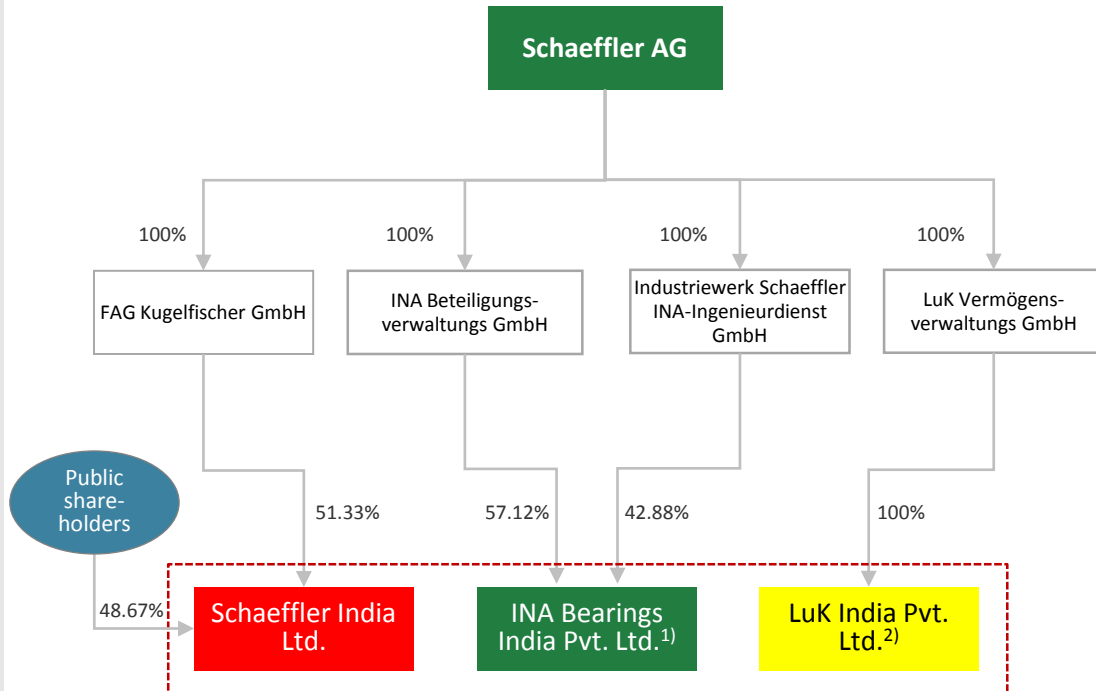 Schaeffler AG
100%
100%
100%
100%
FAG Kugelfischer GmbH
INA Beteiligungs-
verwaltungs GmbH
Industriewerk Schaeffler
INA-Ingenieurdienst
GmbH
LuK Vermögens-
verwaltungs GmbH
Public
share-
holders
51.33%
57.12%
42.88%
100%
48.67%
Schaeffler India
Ltd.
INA Bearings
India Pvt. Ltd.1)
LuK India Pvt.
Ltd.2)